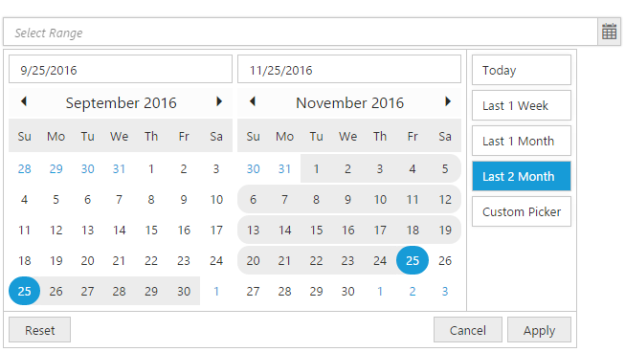 Select Range
9/25/2016 11/25/2016 Today
September 2016 November 2016 Last 1 Week
Su Mo Tu We Th Fr Sa Su Mo Tu We Th Fr Sa Last 1 Month
28 29 30 31 1 2 3 30 31 1 2 3 4 5 Last 2 Month
4 5 6 7 8 9 10 6 7 8 9 10 11 12 Custom Picker
11 12 13 14 15 16 17 13 14 15 16 17 18 19
18 19 20 21 22 23 24 20 21 22 23 24 25 26
25 26 27 28 29 30 1 27 28 29 30 1 2 3
Reset Cancel Apply